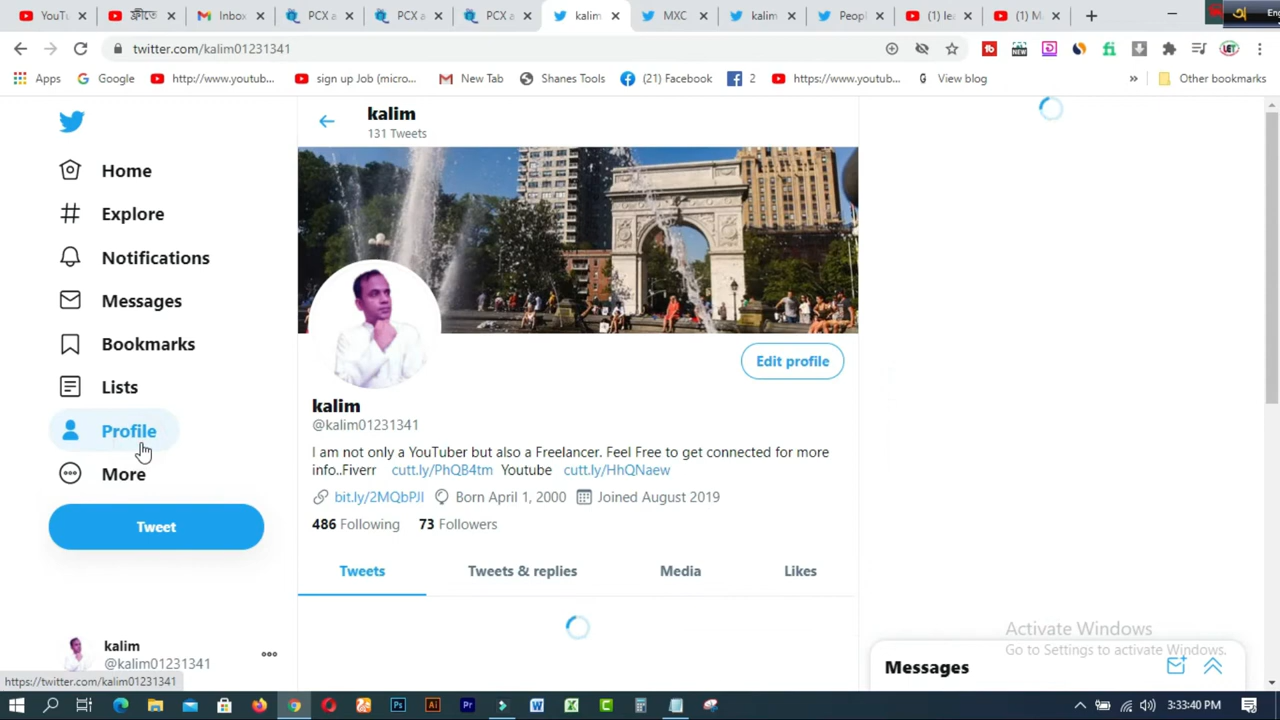 YouTu
ক্রীতে
Inbox
PCX a
PCX a
PCX a
kalim
MXC
kalim
Peopl
(1) le
(1) M
Eng
twitter.com/kalim01231341
Apps
Google
http://www.youtub...
sign up Job (micro...
New Tab
Shanes Tools
(21) Facebook
2
https://www.youtub...
View blog
»
Other bookmarks
kalim
131 Tweets
Home
Explore
Notifications
Messages
Bookmarks
Lists
Profile
More
Tweet
Edit profile
kalim
@kalim01231341
I am not only a YouTuber but also a Freelancer. Feel Free to get connected for more
info..Fiverr cutt.ly/PhQB4tm Youtube cutt.ly/HhQNaew
bit.ly/2MQbPJI Born April 1, 2000 Joined August 2019
486 Following 73 Followers
Tweets
Tweets & replies
Media
Likes
Activate Windows
Go to Settings to activate Windows.
Messages
kalim
@kalim01231341
https://twitter.com/kalim01231341
3:33:40 PM